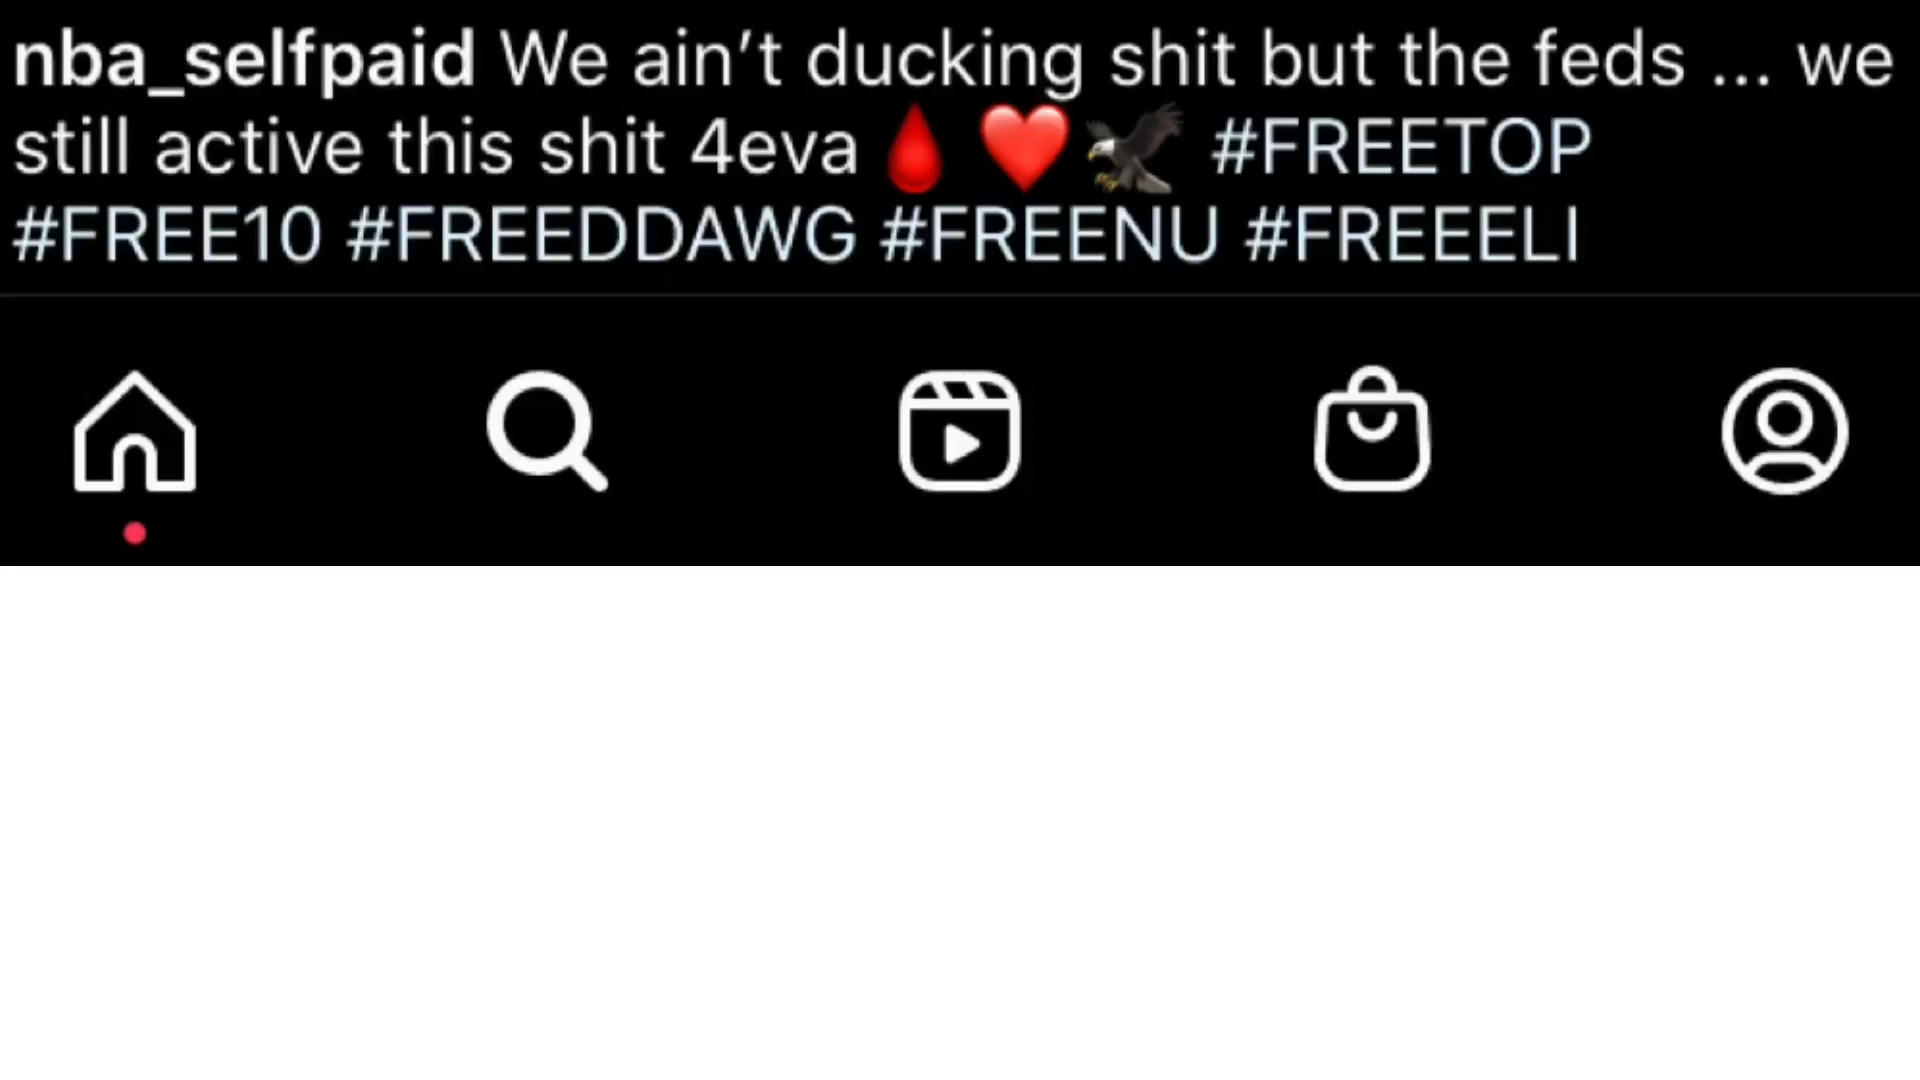 nba_selfpaid We ain’t ducking shit but the feds ... we
still active this shit 4eva 🩸 ❤️🦅 #FREETOP
#FREE10 #FREEDDAWG #FREENU #FREEELI